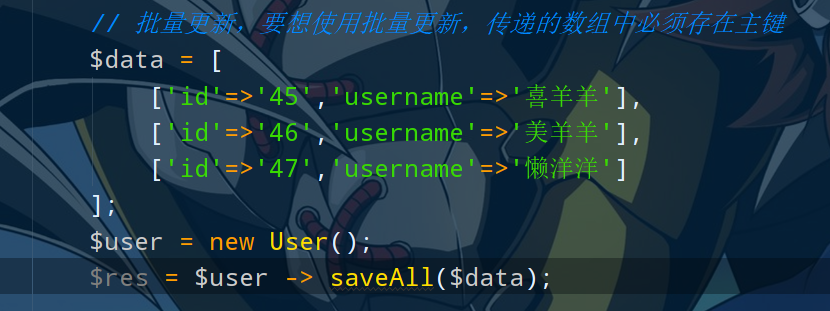 // 批量更新，要想使用批量更新，传递的数组中必须存在主键
$data = [
['id'=>'45','username'=>'喜羊羊'],
['id'=>'46','username'=>'美羊羊'],
['id'=>'47','username'=>'懒洋洋']
];
$user = new User();
$res = $user -> saveAll($data);